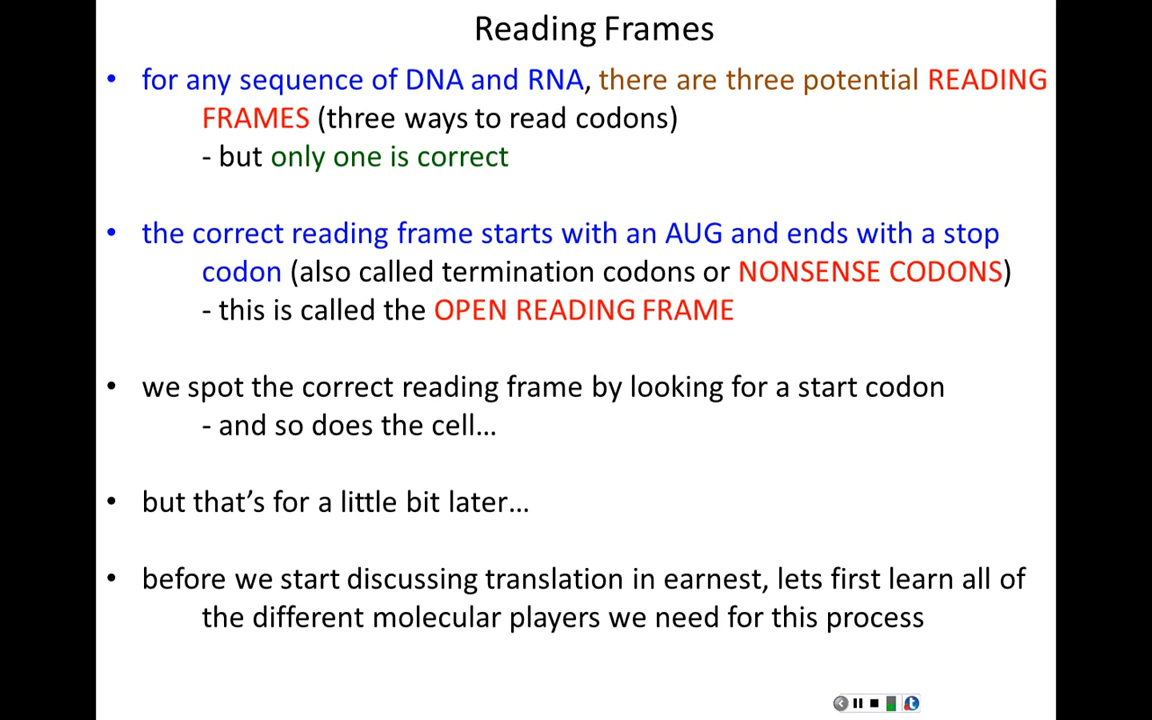 Reading Frames
• for any sequence of DNA and RNA, there are three potential READING
FRAMES (three ways to read codons)
- but only one is correct
• the correct reading frame starts with an AUG and ends with a stop
codon (also called termination codons or NONSENSE CODONS)
- this is called the OPEN READING FRAME
• we spot the correct reading frame by looking for a start codon
- and so does the cell...
• but that's for a little bit later...
• before we start discussing translation in earnest, lets first learn all of
the different molecular players we need for this process